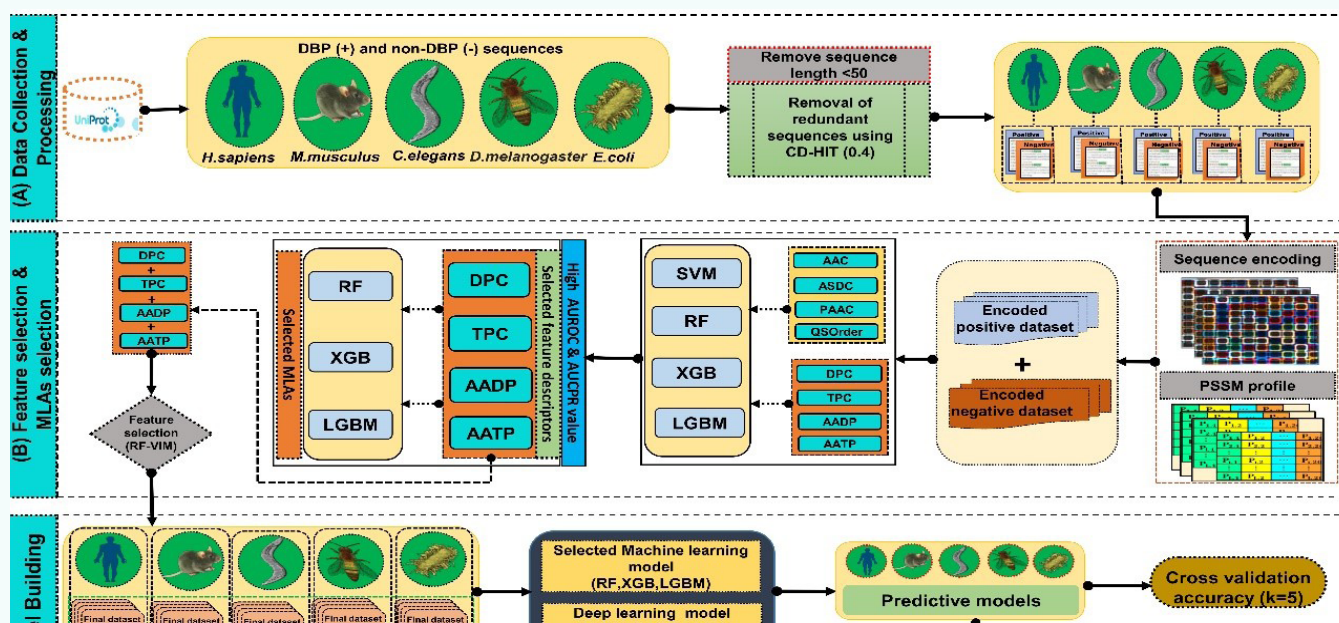 (A) Data Collection &
Processing
UniProt
DBP (+) and non-DBP (-) sequences
H.sapiens
M.musculus
C.elegans
D.melanogaster
E.coli
Remove sequence
length <50
Removal of
redundant
sequences using
CD-HIT (0.4)
Positive
Negative
Positive
Negative
Positive
Negative
Positive
Negative
Positive
Negative
(B) Feature selection &
MLAs selection
DPC
+
TPC
+
AADP
+
AATP
Feature
selection
(RF-VIM)
Selected MLAs
RF
XGB
LGBM
DPC
TPC
AADP
AATP
Selected feature descriptors
High AUROC & AUCPR value
SVM
RF
XGB
LGBM
AAC
ASDC
PAAC
QSOrder
DPC
TPC
AADP
AATP
Encoded
positive dataset
+
Encoded
negative dataset
Sequence encoding
PSSM profile
Building
Final dataset
Final dataset
Final dataset
Final dataset
Final dataset
Selected Machine learning
model
(RF,XGB,LGBM)
Deep learning model
Predictive models
Cross validation
accuracy (k=5)